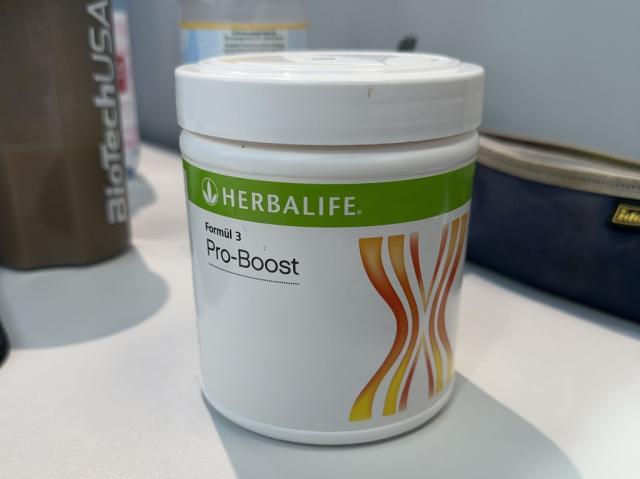 BioTechUSA
HERBALIFE®
Formül 3
Pro-Boost